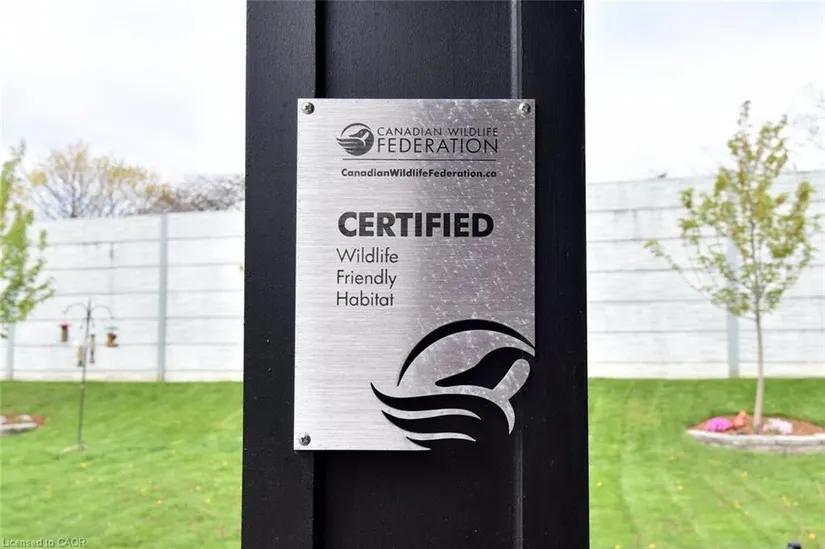 CANADIAN WILDLIFE
FEDERATION
CanadianWildlifeFederation.ca
CERTIFIED
Wildlife
Friendly
Habitat
Licensed to CAOR